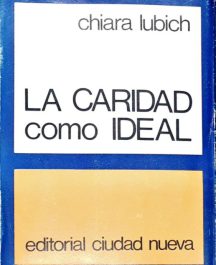 chiara lubich
LA CARIDAD
como IDEAL
editorial ciudad nueva